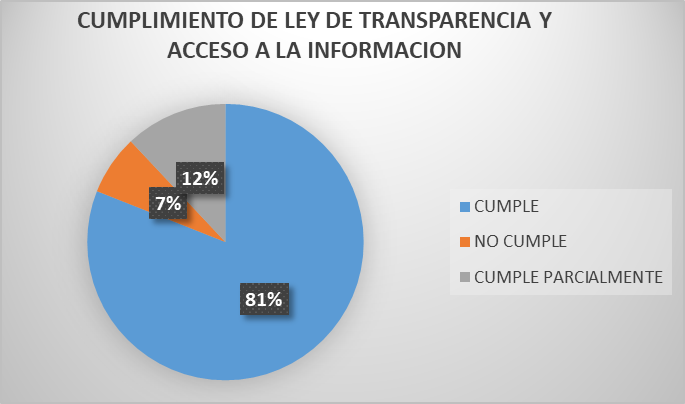 CUMPLIMIENTO DE LEY DE TRANSPARENCIA Y
ACCESO A LA INFORMACION
12%
7%
81%
CUMPLE
NO CUMPLE
CUMPLE PARCIALMENTE